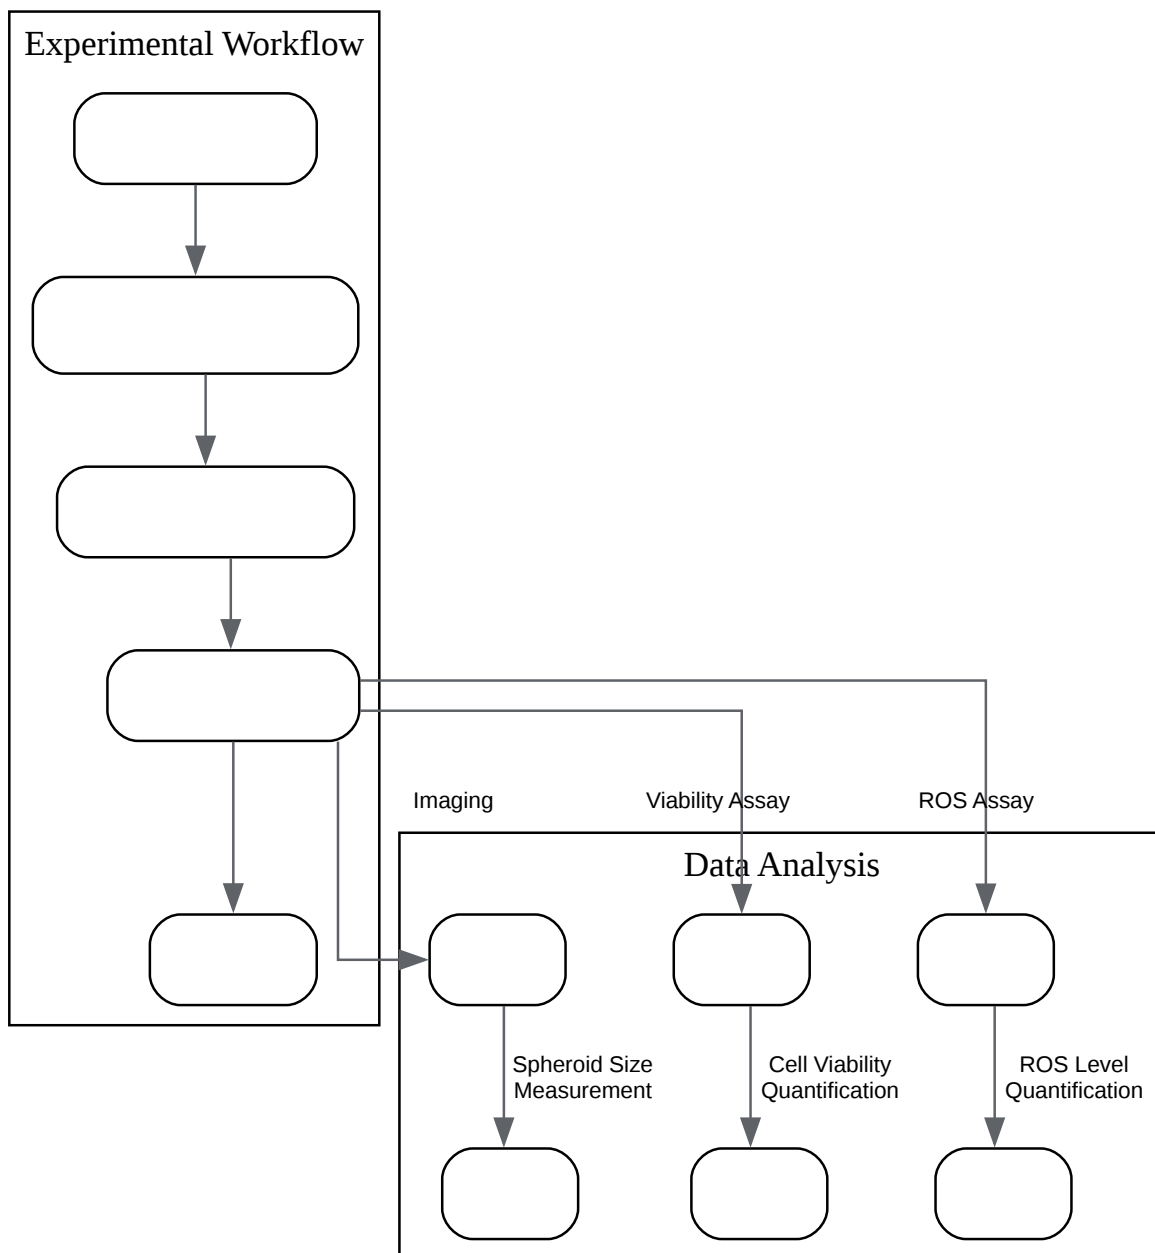 Experimental Workflow
Imaging
Viability Assay
ROS Assay
Data Analysis
Spheroid Size
Measurement
Cell Viability
Quantification
ROS Level
Quantification